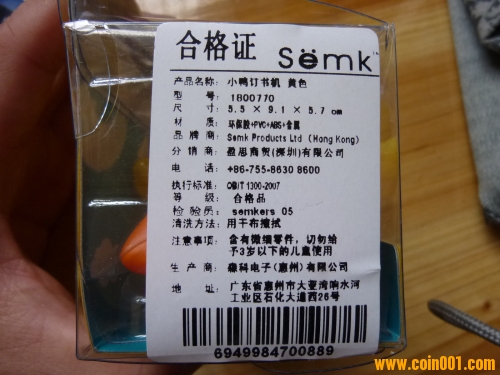 合格证 Semk™
产品名称: 小鸭订书机 黄色
型号: 1B00770
尺寸: 5.5 × 9.1 × 5.7 cm
材质: 环保胶+PVC+ABS+金属
品牌商: Semk Products Ltd (Hong Kong)
分销商: 盈思商贸(深圳)有限公司
电话: +86-755-8630 8600
执行标准: QB/T 1300-2007
等级: 合格品
检验员: semkers 05
清洗方法: 用干布擦拭
注意事项: 含有微细零件,切勿给
予3岁以下的儿童使用
生产商: 森科电子(惠州)有限公司
地址: 广东省惠州市大亚湾响水河
工业区石化大道西26号
6949984700889
www.coin001.com